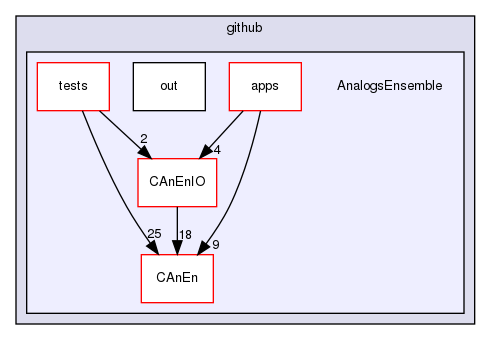 github
tests
out
apps
AnalogsEnsemble
2
4
CAnEnIO
25
18
9
CAnEn